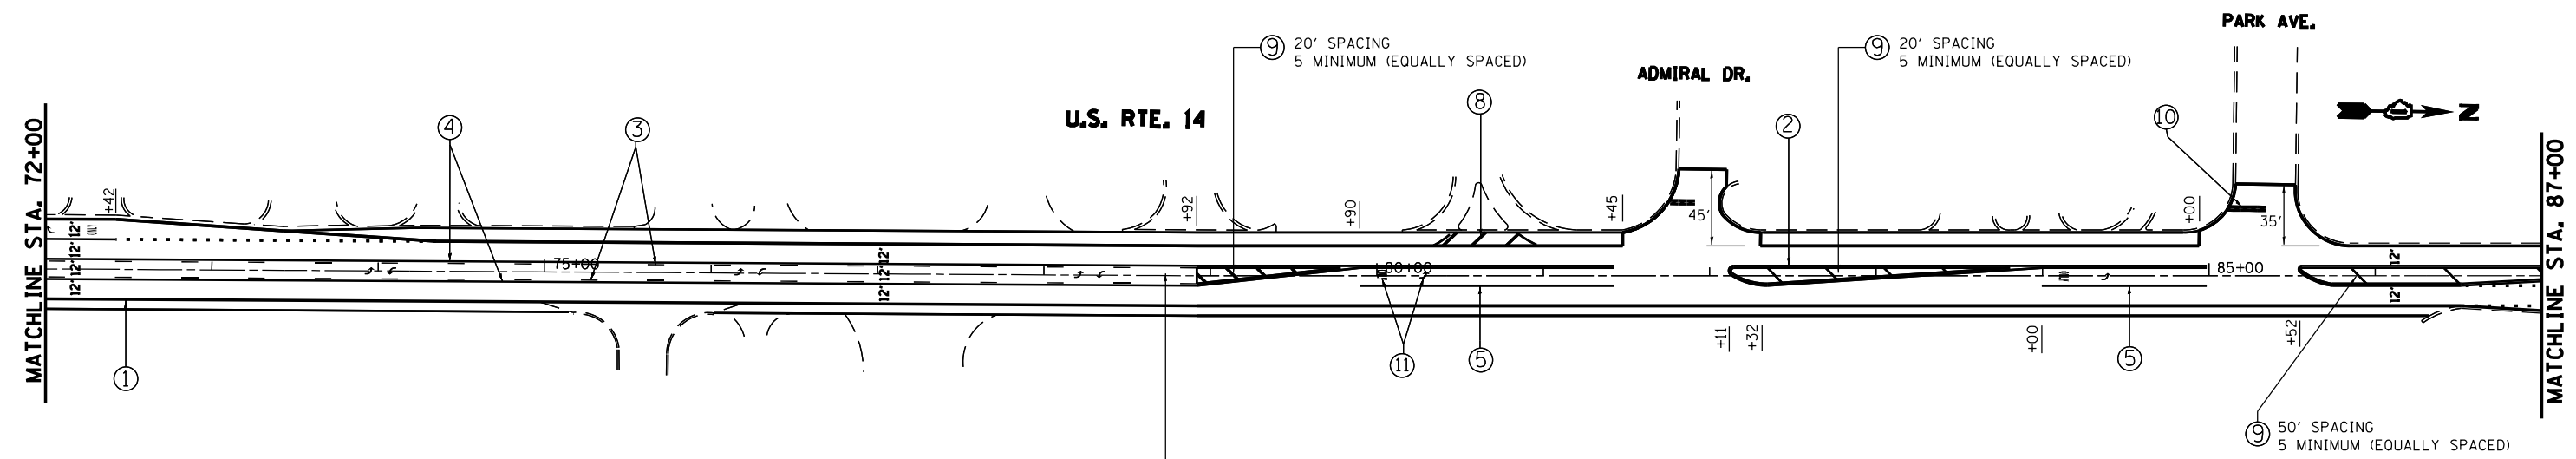 PARK AVE.
⑨ 20' SPACING
5 MINIMUM (EQUALLY SPACED)
⑨ 20' SPACING
5 MINIMUM (EQUALLY SPACED)
ADMIRAL DR.
⑧
U.S. RTE. 14
N
⑩
④
③
②
MATCHLINE STA. 72+00
MATCHLINE STA. 87+00
+42
+92
+90
+45
+00
45'
35'
ONLY
12'
12'
12'
12'
12'
12'
12'
12'
12'
12'
75+00
80+00
85+00
+11
+32
+00
+52
①
⑪
⑤
⑤
⑨ 50' SPACING
5 MINIMUM (EQUALLY SPACED)